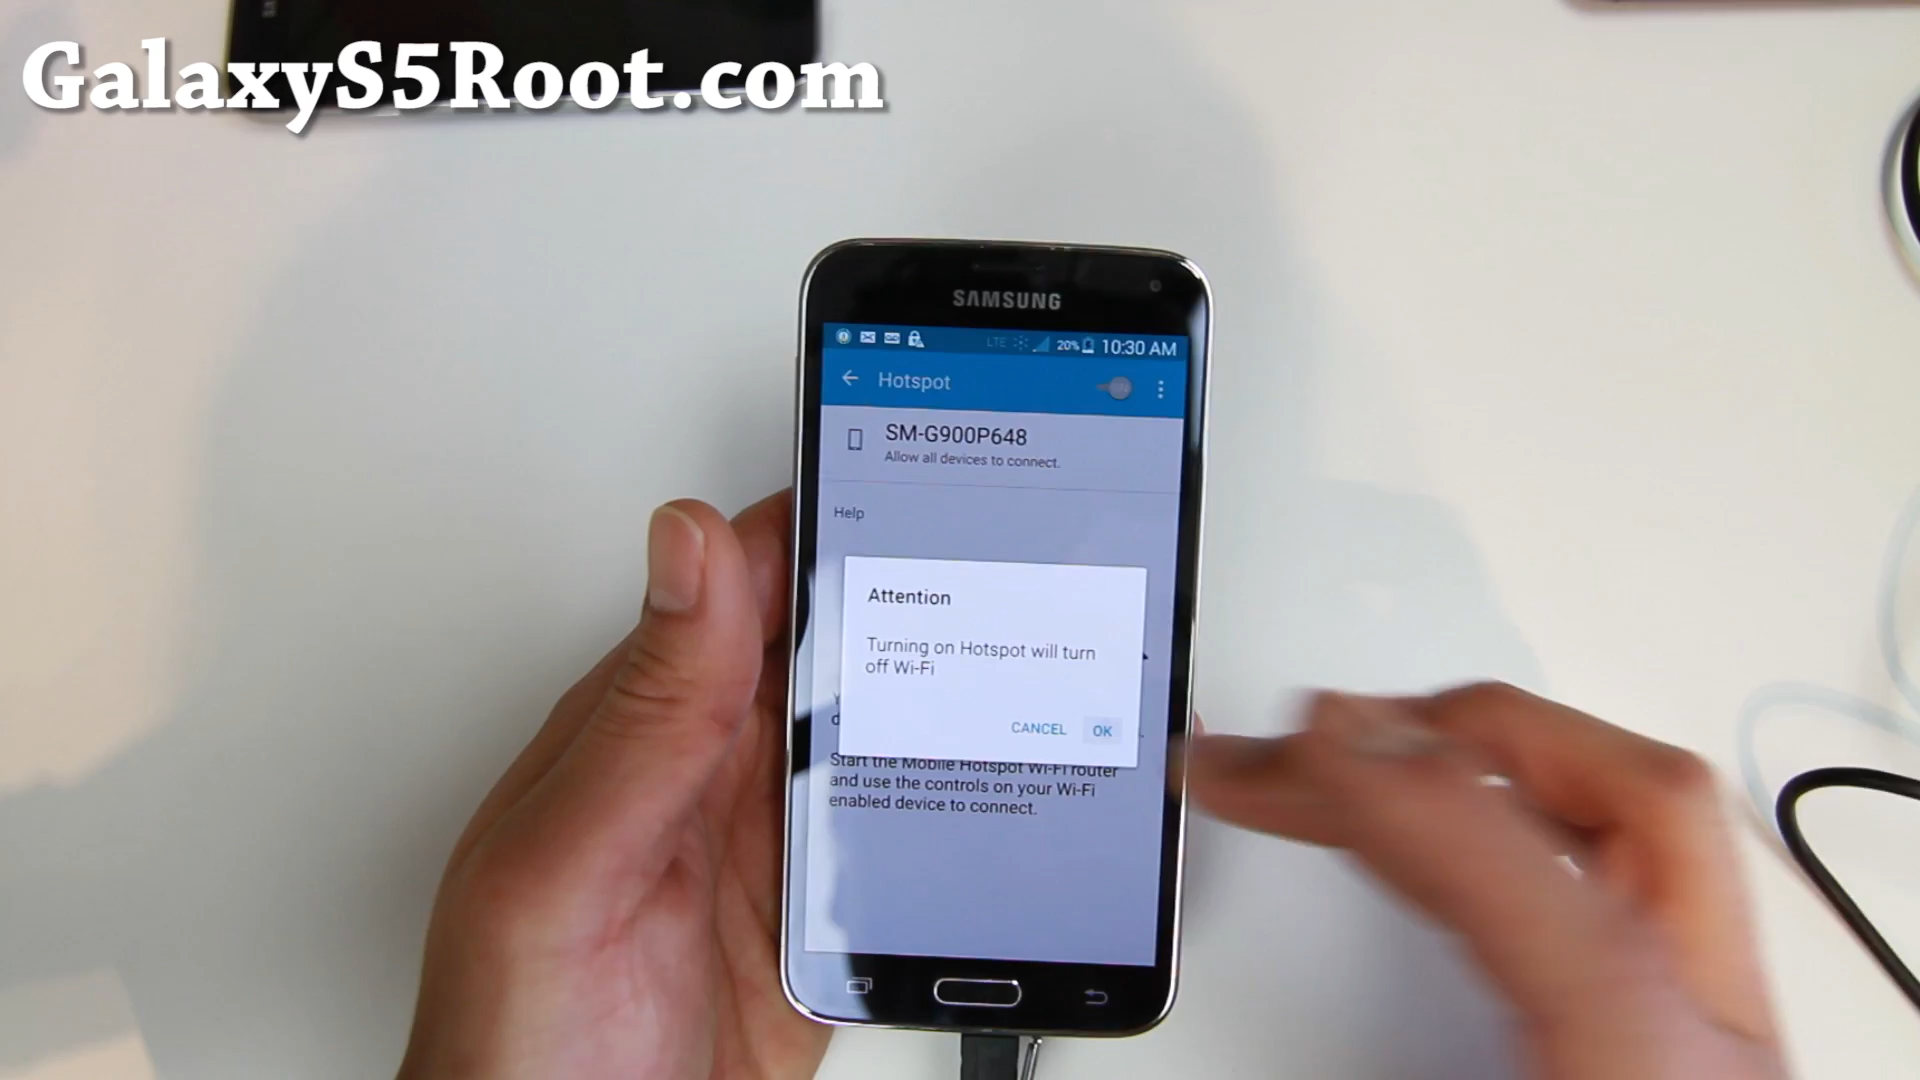 GalaxyS5Root.com
SAMSUNG
LTE 20% 10:30 AM
Hotspot
SM-G900P648
Allow all devices to connect.
Help
Attention
Turning on Hotspot will turn
off Wi-Fi
CANCEL OK
Start the Mobile Hotspot Wi-Fi router
and use the controls on your Wi-Fi
enabled device to connect.